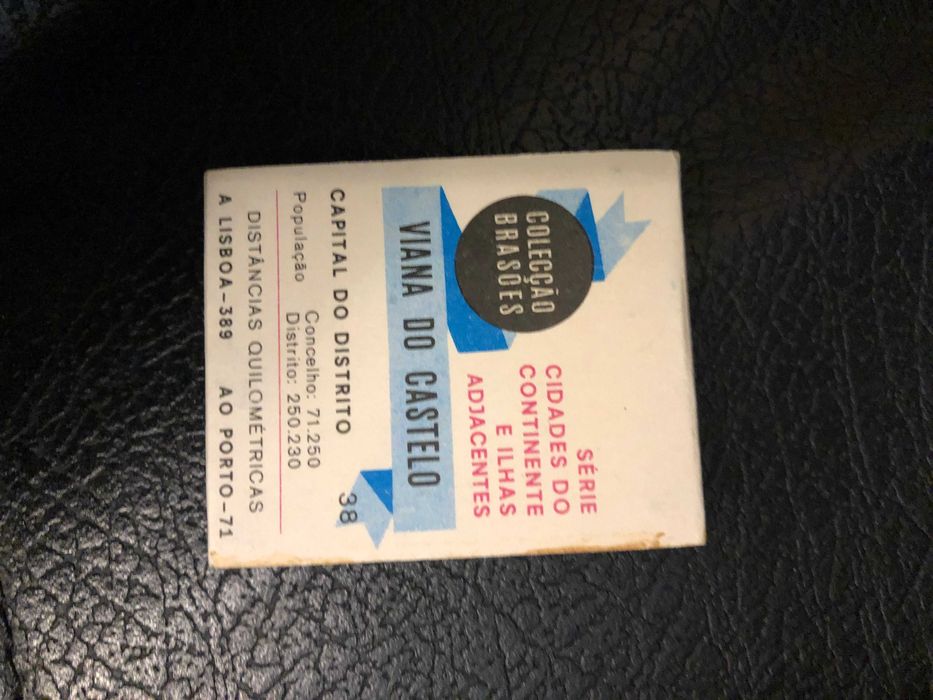 COLECÇÃO
BRASÕES
SÉRIE
CIDADES DO
CONTINENTE
E ILHAS
ADJACENTES
VIANA DO CASTELO
CAPITAL DO DISTRITO
38
População Concelho: 71.250
Distrito: 250.230
DISTÂNCIAS QUILOMÉTRICAS
A LISBOA-389 AO PORTO-71